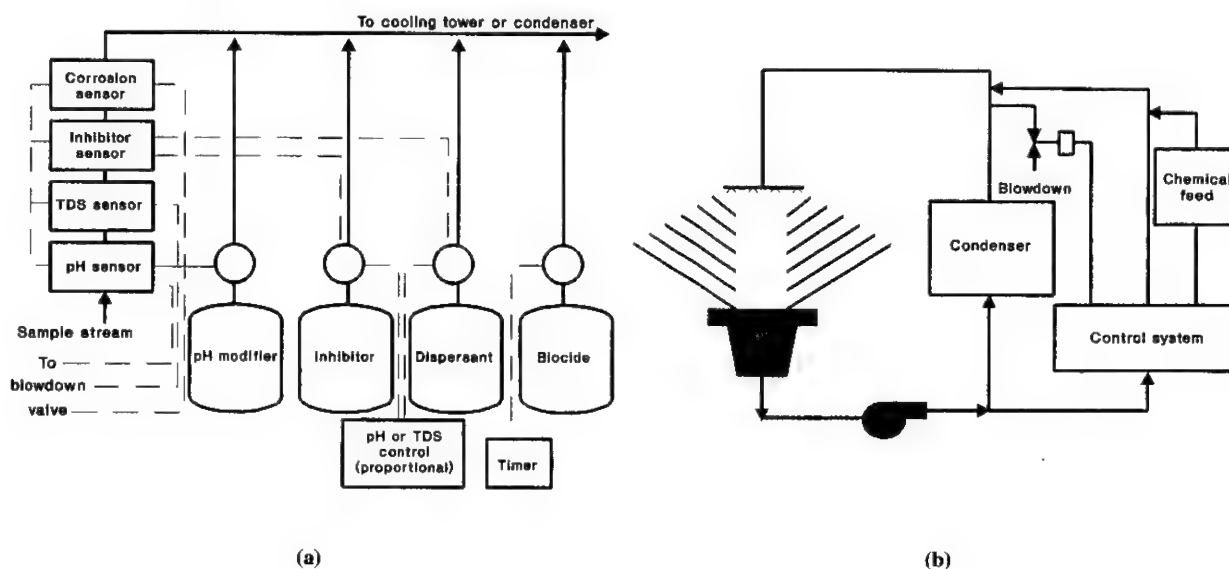 To cooling tower or condenser
Corrosion
sensor
Inhibitor
sensor
TDS sensor
pH sensor
Sample stream
To
blowdown
valve
pH modifier
Inhibitor
Dispersant
Biocide
pH or TDS
control
(proportional)
Timer
(a)
Blowdown
Chemical
feed
Condenser
Control system
(b)